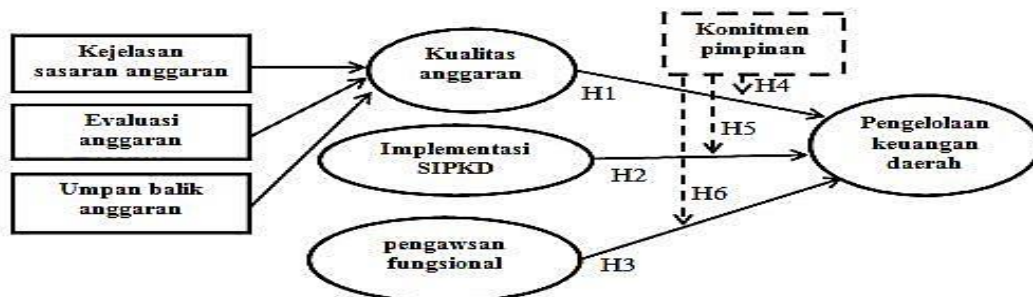 Kejelasan
sasaran anggaran
Evaluasi
anggaran
Umpan balik
anggaran
Kualitas
anggaran
Implementasi
SIPKD
pengawsan
fungsional
Komitmen
pimpinan
H1
H4
H5
H2
H6
H3
Pengelolaan
keuangan
daerah